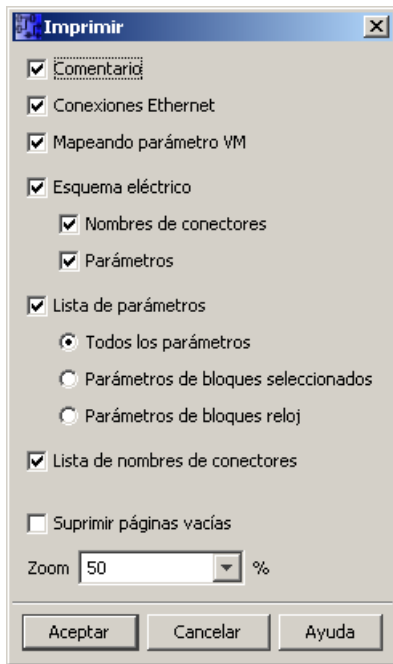 Imprimir
Comentario
Conexiones Ethernet
Mapeando parámetro VM
Esquema eléctrico
Nombres de conectores
Parámetros
Lista de parámetros
Todos los parámetros
Parámetros de bloques seleccionados
Parámetros de bloques reloj
Lista de nombres de conectores
Suprimir páginas vacías
Zoom 50 %
Aceptar Cancelar Ayuda